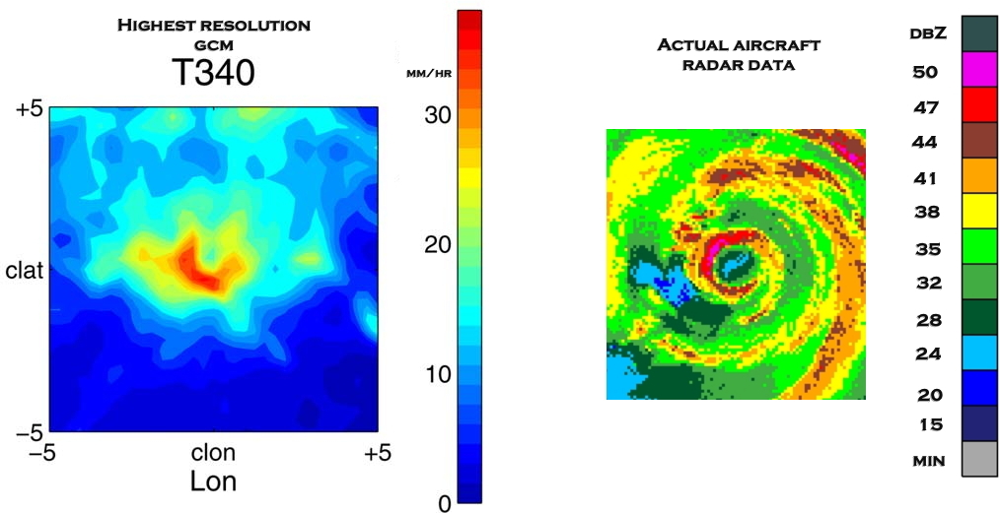 Highest resolution
GCM
T340
+5
clat
−5
−5
clon
+5
Lon
mm/hr
30
20
10
0
Actual aircraft
radar data
dbZ
50
47
44
41
38
35
32
28
24
20
15
min